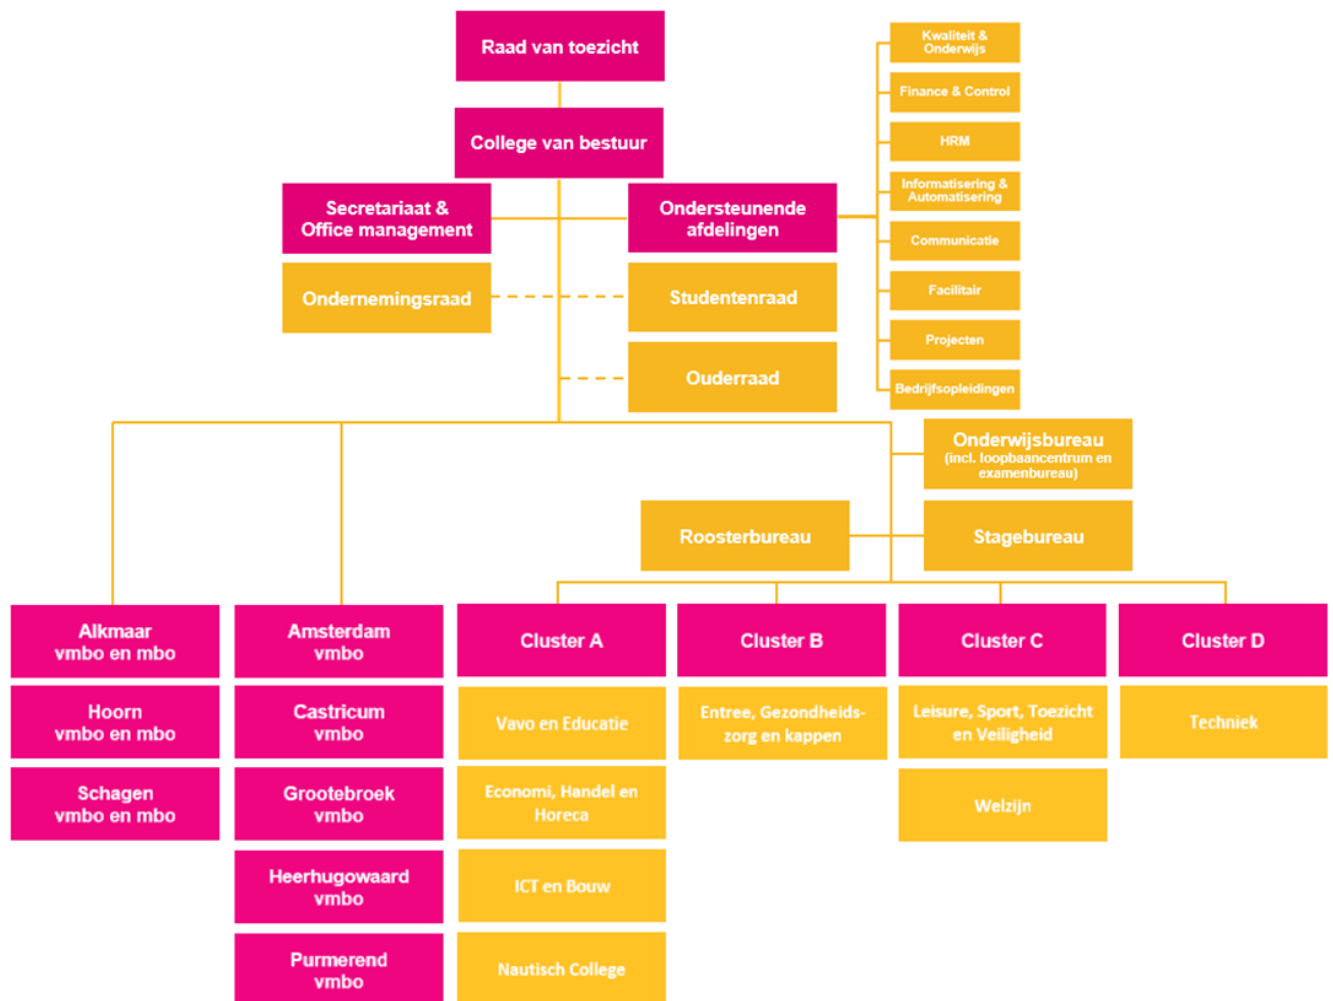 Raad van toezicht
College van bestuur
Secretariaat &
Office management
Ondersteunende
afdelingen
Ondernemingsraad
Studentenraad
Ouderraad
Kwaliteit &
Onderwijs
Finance & Control
HRM
Informatisering &
Automatisering
Communicatie
Facilitair
Projecten
Bedrijfsopleidingen
Onderwijsbureau
(incl. loopbaancentrum en
examenbureau)
Roosterbureau
Stagebureau
Alkmaar
vmbo en mbo
Hoorn
vmbo en mbo
Schagen
vmbo en mbo
Amsterdam
vmbo
Castricum
vmbo
Grootebroek
vmbo
Heerhugowaard
vmbo
Purmerend
vmbo
Cluster A
Vavo en Educatie
Economi, Handel en
Horeca
ICT en Bouw
Nautisch College
Cluster B
Entree, Gezondheids-
zorg en kappen
Cluster C
Leisure, Sport, Toezicht
en Veiligheid
Welzijn
Cluster D
Techniek